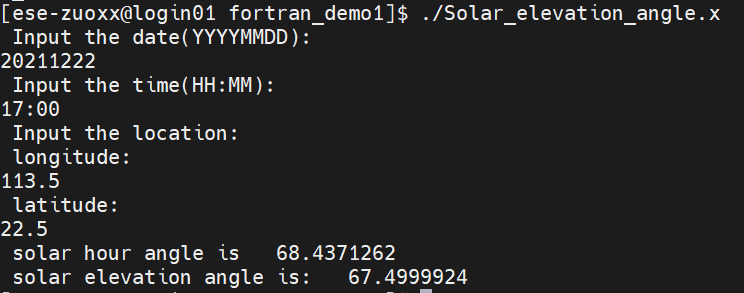 [ese-zuoxx@login01 fortran_demo1]$ ./Solar_elevation_angle.x
Input the date(YYYYMMDD):
20211222
Input the time(HH:MM):
17:00
Input the location:
longitude:
113.5
latitude:
22.5
solar hour angle is   68.4371262
solar elevation angle is:   67.4999924